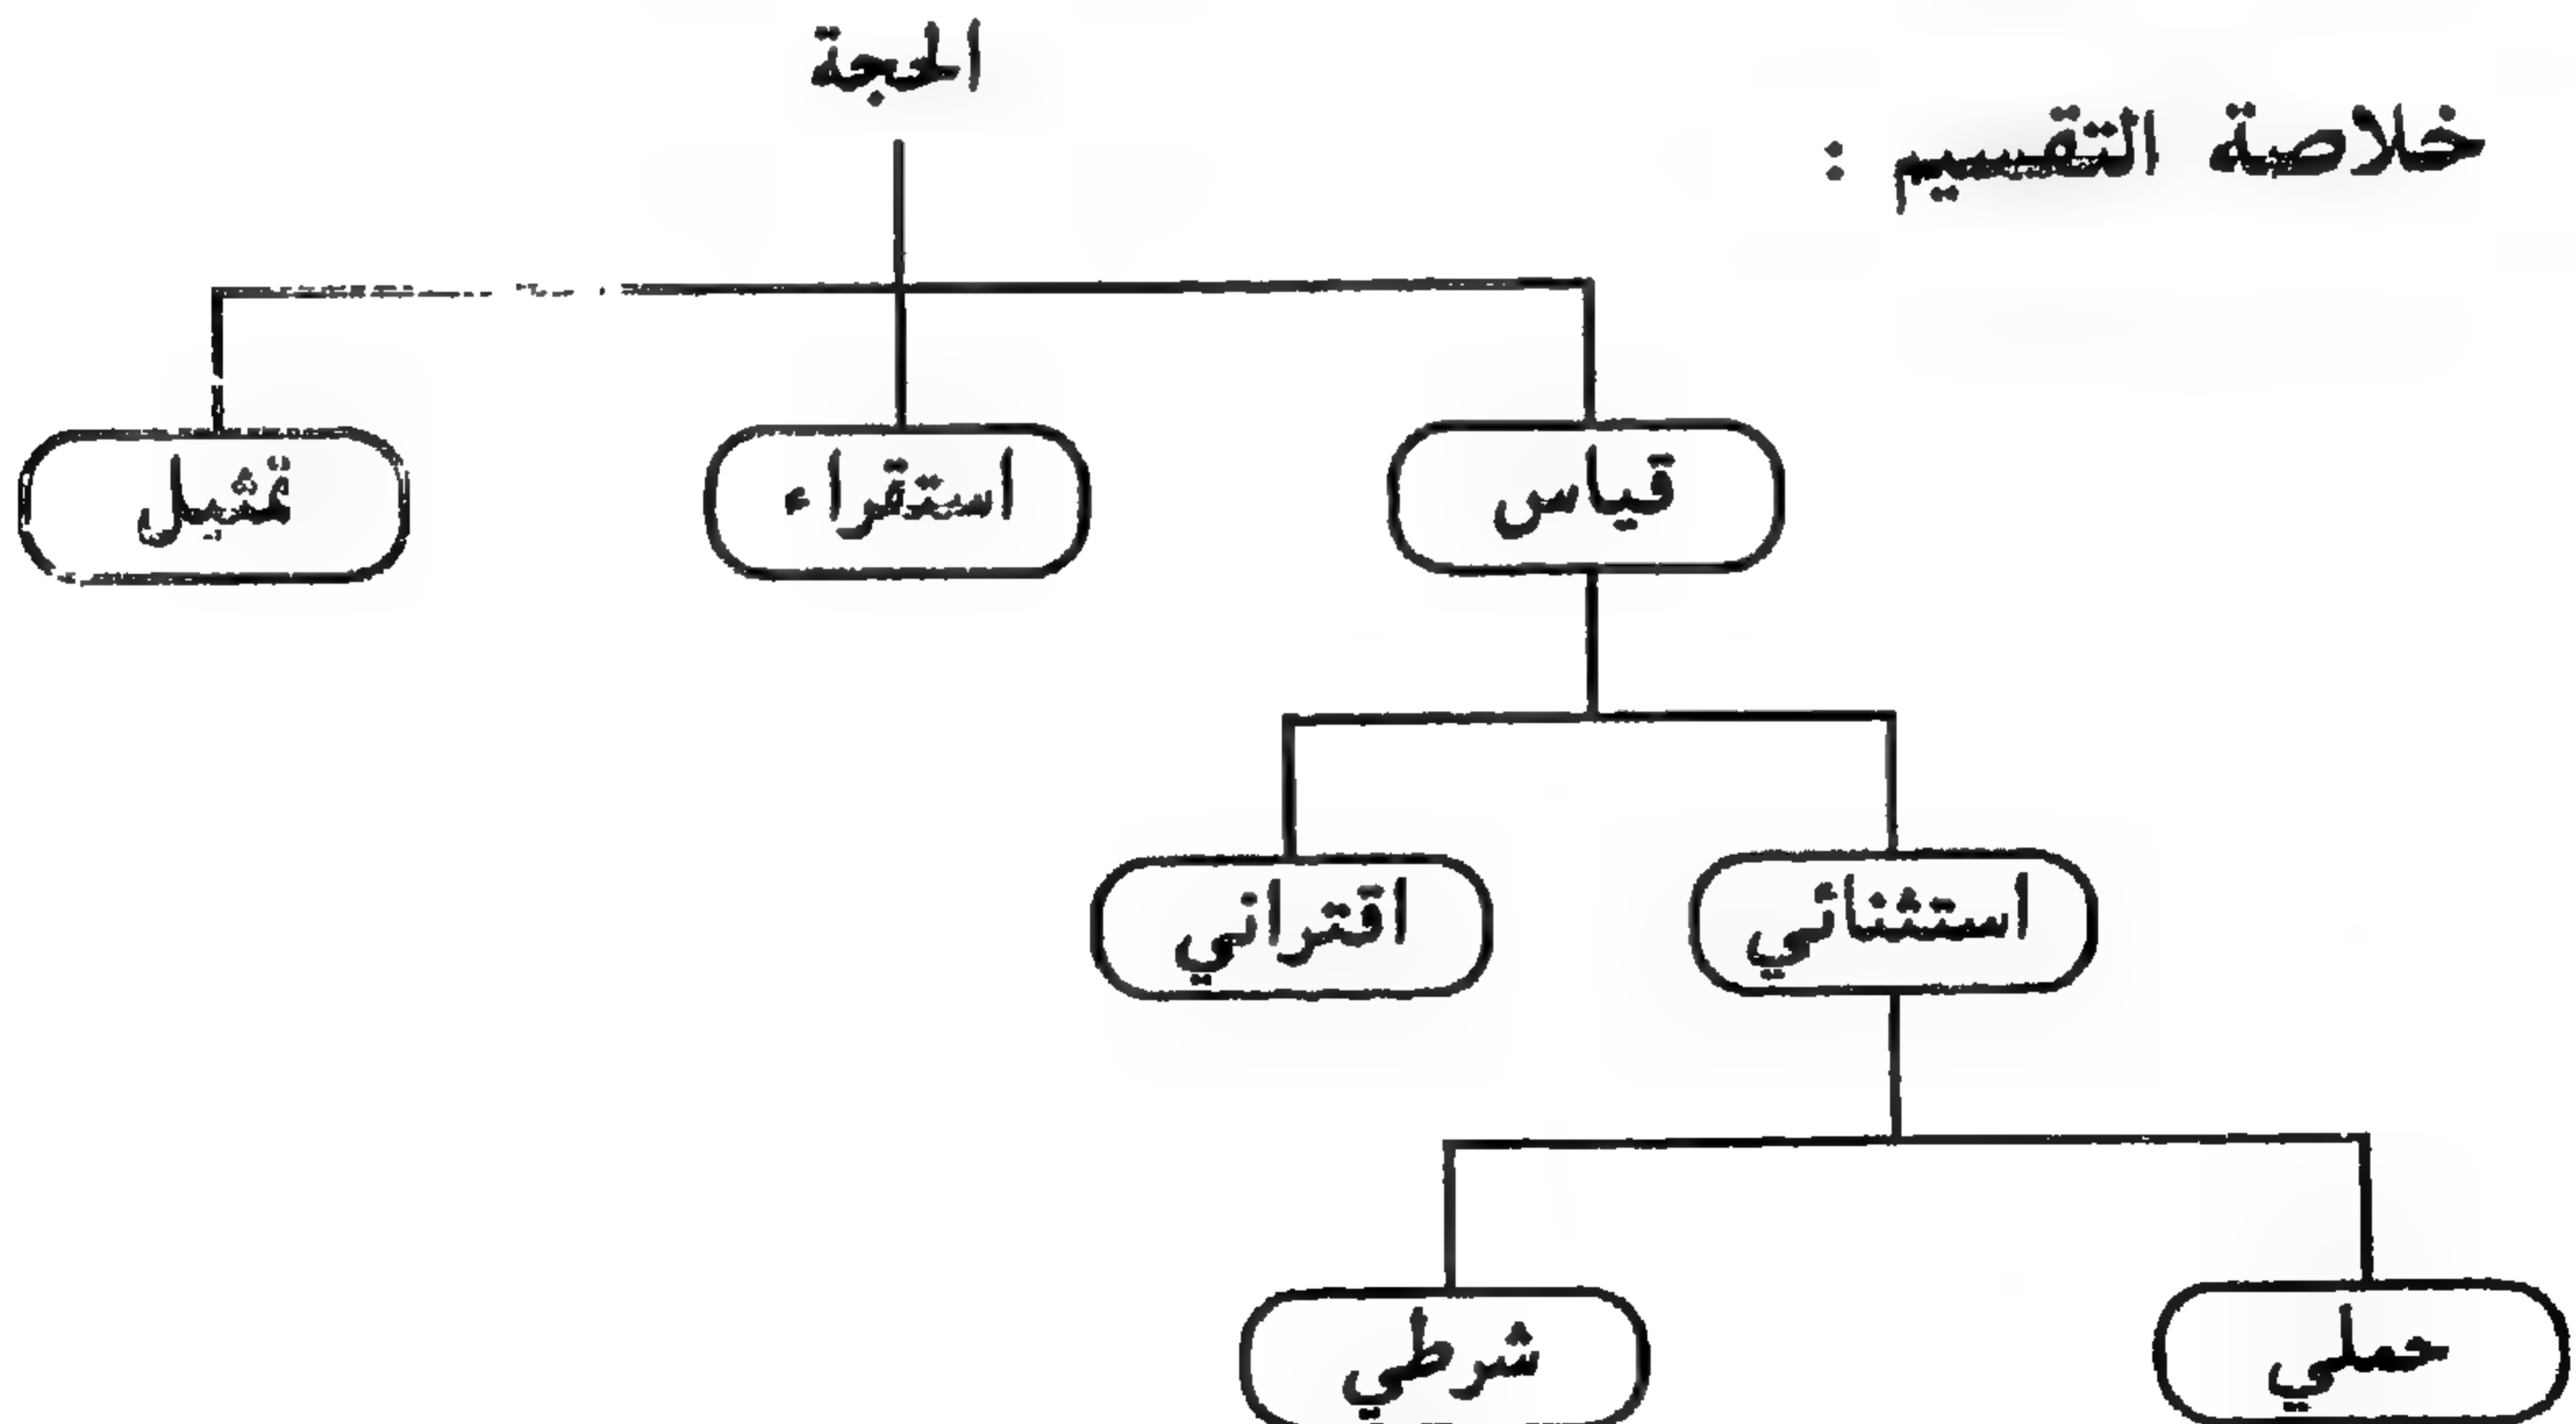 الحجة
خلاصة التقسيم :
قياس
استقراء
تمثيل
استثنائي
اقتراني
حملي
شرطي